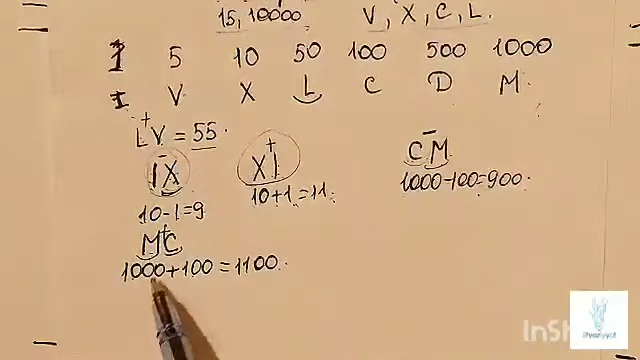 15, 10000 V, X, C, L.
1 5 10 50 100 500 1000
I V X L C D M
+
LV = 55.
- + -
IX XI CM
10-1=9 10+1=11. 1000-100=900.
+
MC
1000+100=1100.
InSh